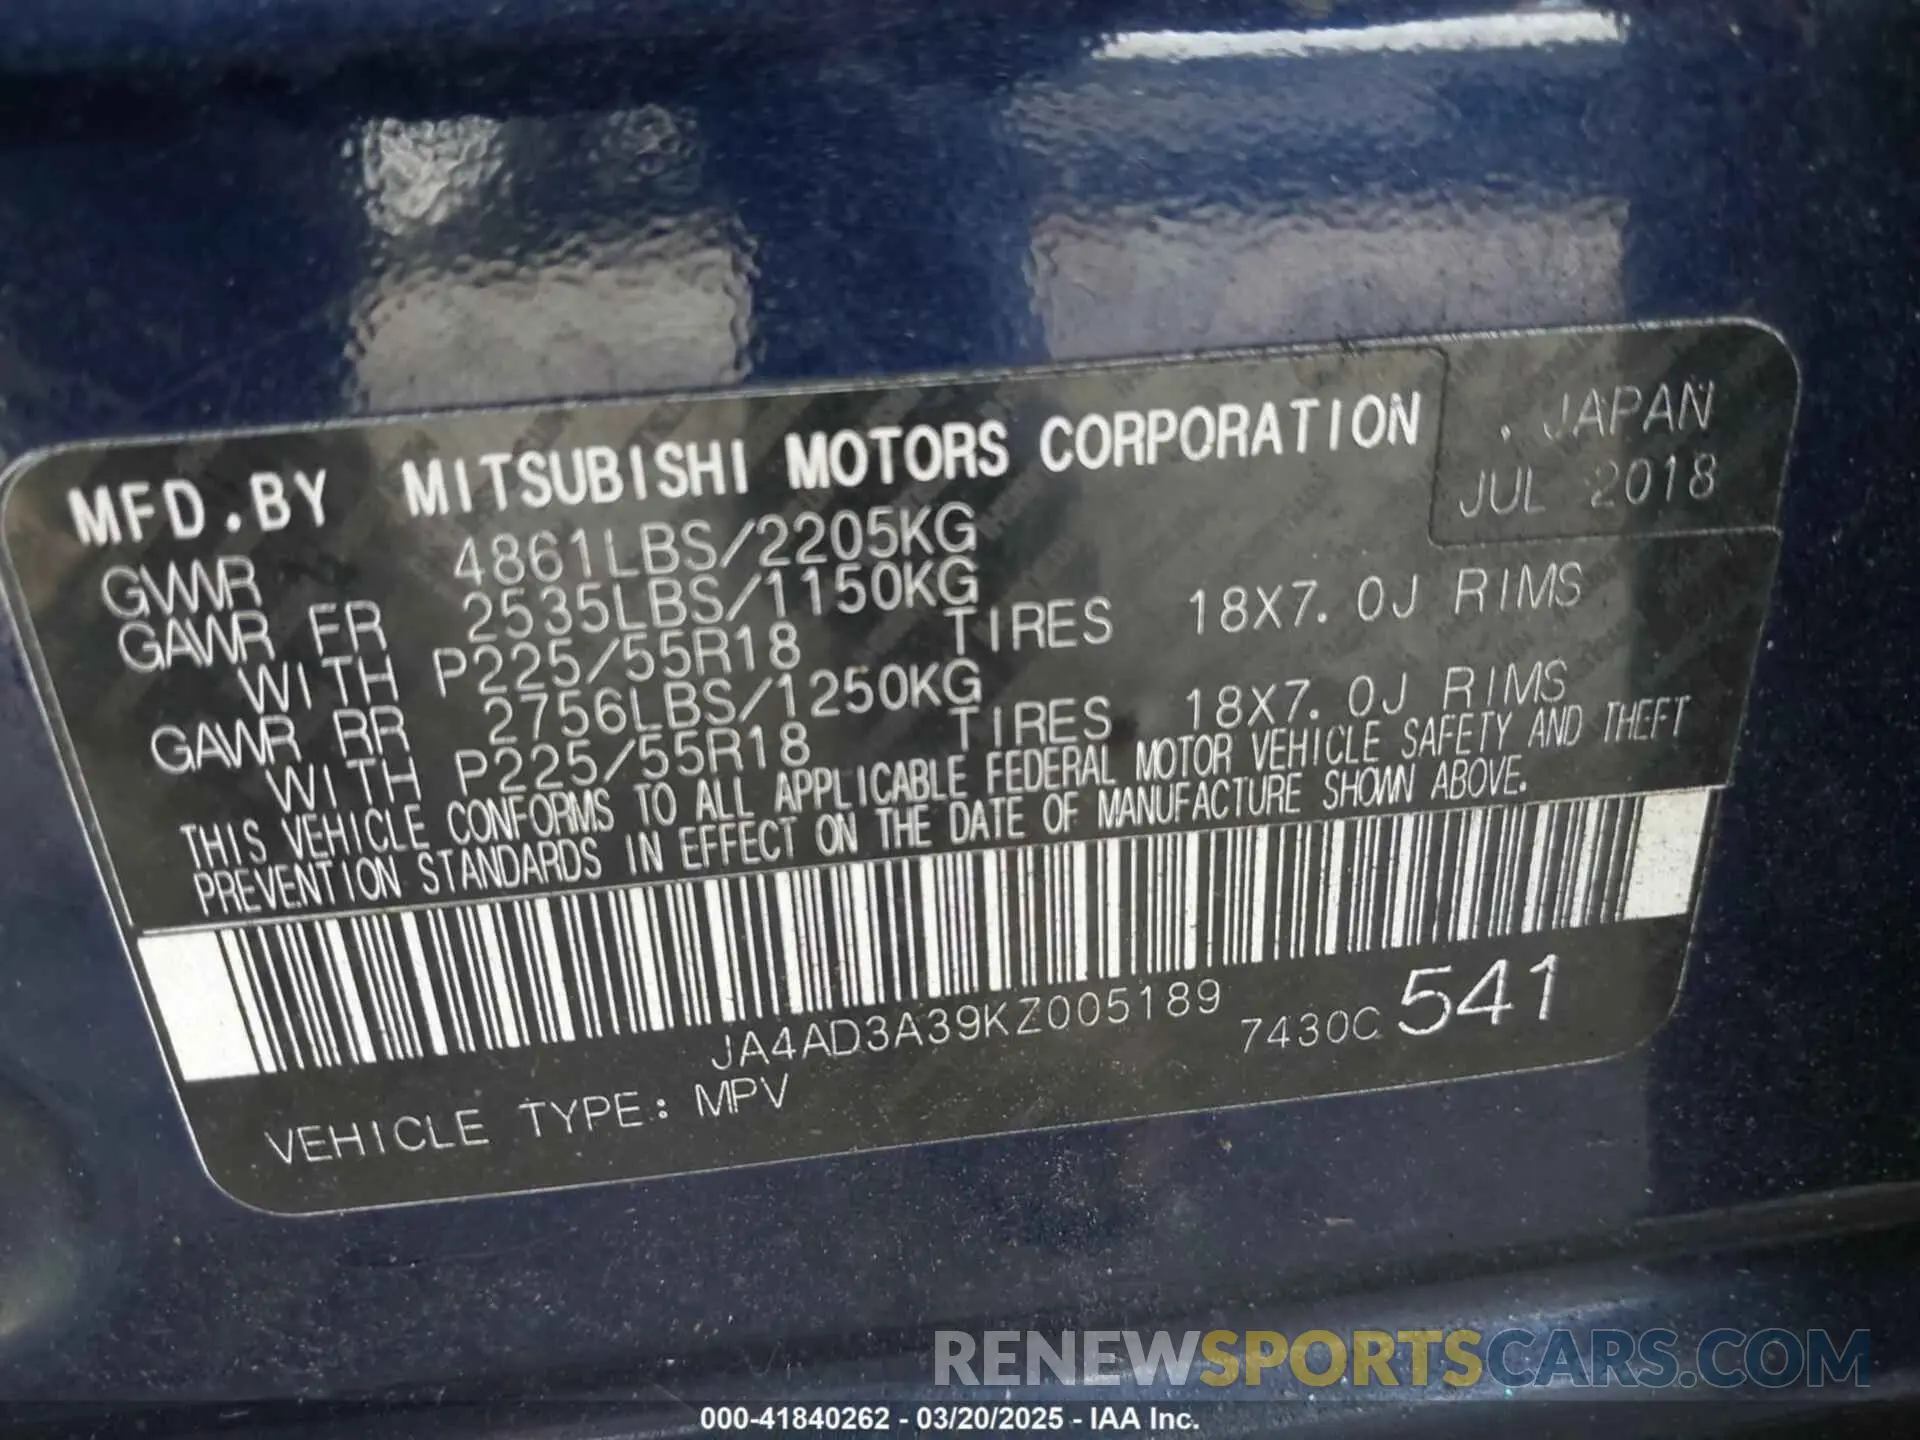 MFD.BY MITSUBISHI MOTORS CORPORATION
. JAPAN
JUL 2018
GVWR 4861LBS/2205KG
GAWR FR 2535LBS/1150KG
WITH P225/55R18 TIRES 18X7.0J RIMS
GAWR RR 2756LBS/1250KG
WITH P225/55R18 TIRES 18X7.0J RIMS
THIS VEHICLE CONFORMS TO ALL APPLICABLE FEDERAL MOTOR VEHICLE SAFETY AND THEFT
PREVENTION STANDARDS IN EFFECT ON THE DATE OF MANUFACTURE SHOWN ABOVE.
JA4AD3A39KZ005189 7430C 541
VEHICLE TYPE: MPV
RENEWSPORTSCARS.COM
000-41840262 - 03/20/2025 - IAA Inc.